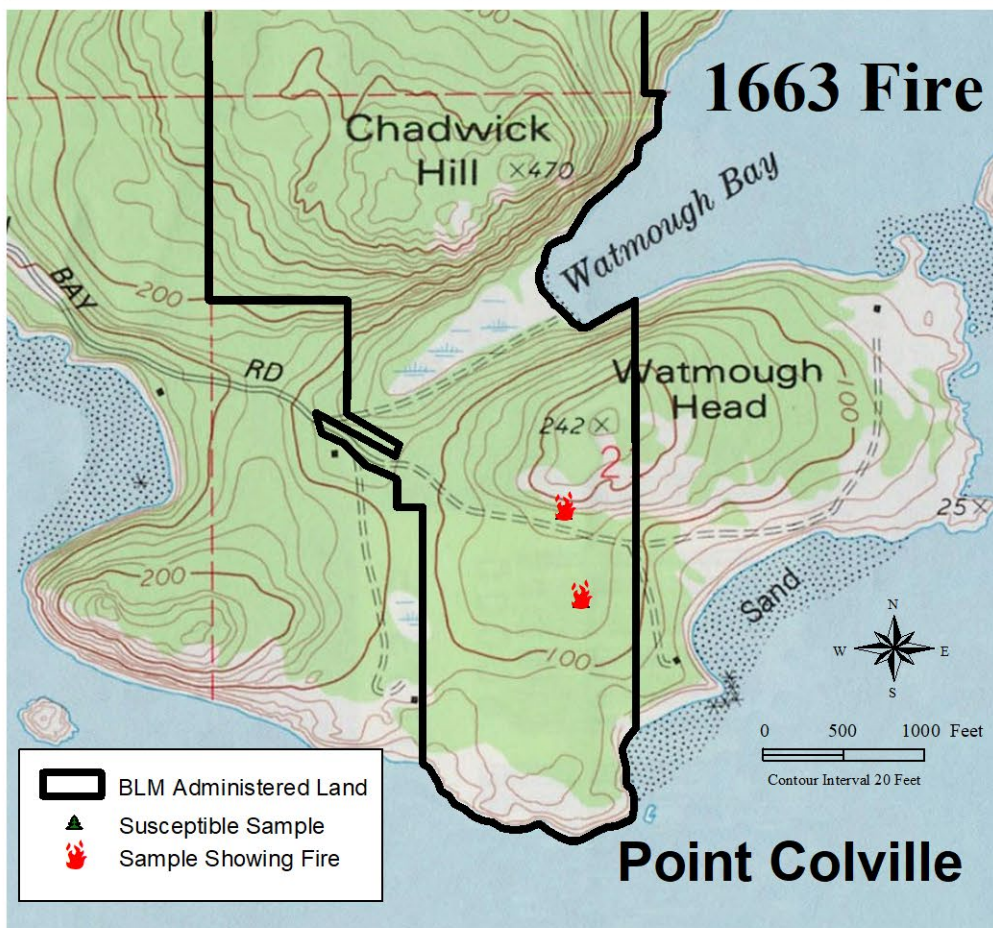 1663 Fire
Chadwick
Hill
×470
Watmough Bay
BAY
200
RD
Watmough
Head
242 ×
100
2
25×
200
Sand
100
N
W
E
S
0 500 1000 Feet
Contour Interval 20 Feet
BLM Administered Land
Susceptible Sample
Sample Showing Fire
Point Colville